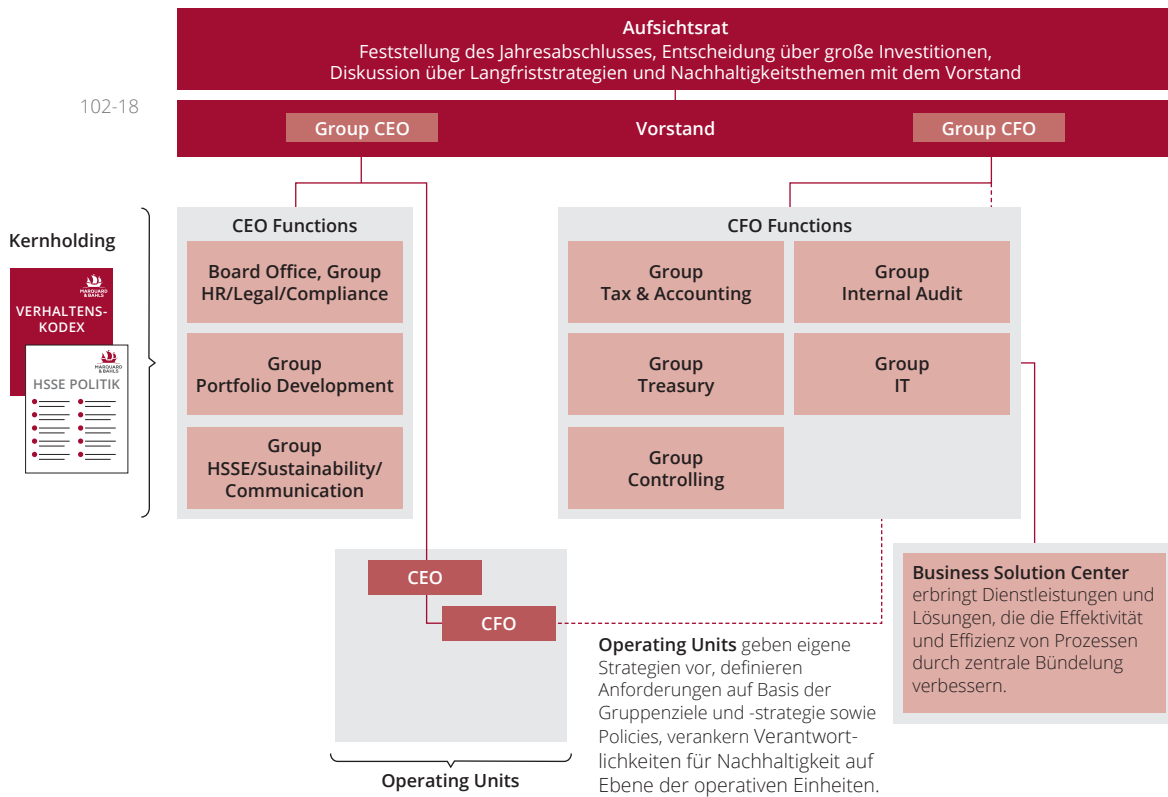 Aufsichtsrat
Feststellung des Jahresabschlusses, Entscheidung über große Investitionen,
Diskussion über Langfriststrategien und Nachhaltigkeitsthemen mit dem Vorstand
102-18
Group CEO
Vorstand
Group CFO
Kernholding
MARQUARD
& BAHLS
VERHALTENS-
KODEX
MARQUARD
& BAHLS
HSSE POLITIK
CEO Functions
Board Office, Group
HR/Legal/Compliance
Group
Portfolio Development
Group
HSSE/Sustainability/
Communication
CFO Functions
Group
Tax & Accounting
Group
Internal Audit
Group
Treasury
Group
IT
Group
Controlling
CEO
CFO
Operating Units
Operating Units geben eigene
Strategien vor, definieren
Anforderungen auf Basis der
Gruppenziele und -strategie sowie
Policies, verankern Verantwort-
lichkeiten für Nachhaltigkeit auf
Ebene der operativen Einheiten.
Business Solution Center
erbringt Dienstleistungen und
Lösungen, die die Effektivität
und Effizienz von Prozessen
durch zentrale Bündelung
verbessern.